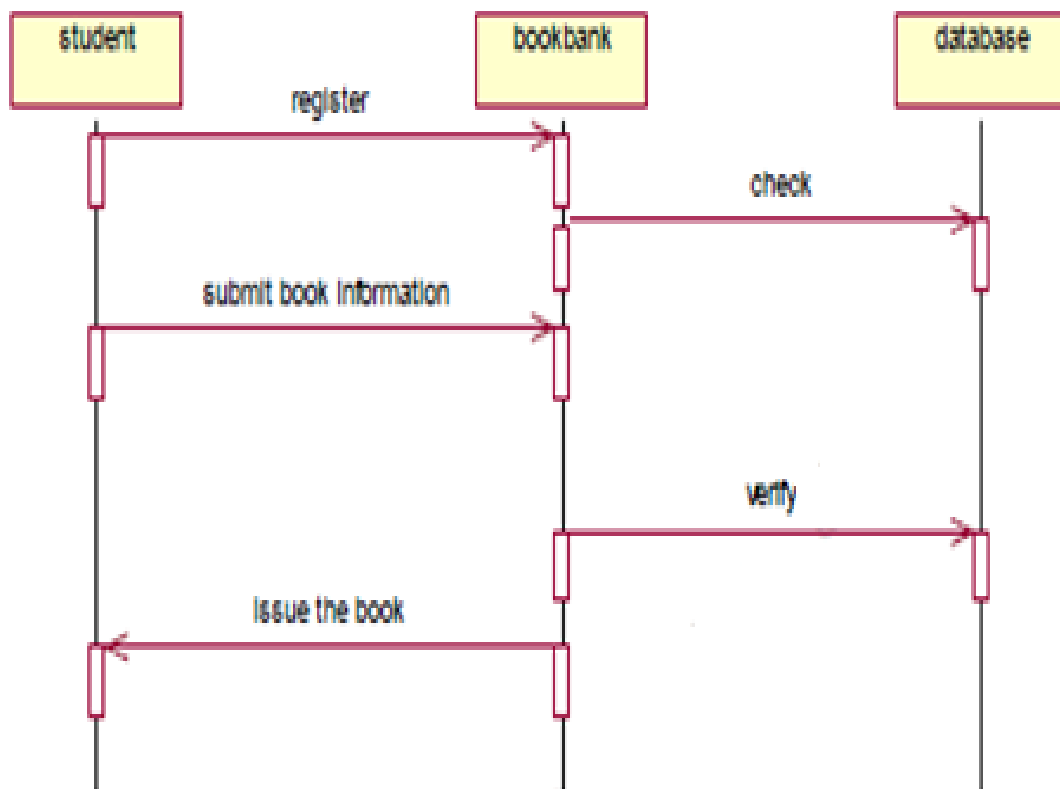 student
bookbank
database
register
check
submit book information
verify
issue the book